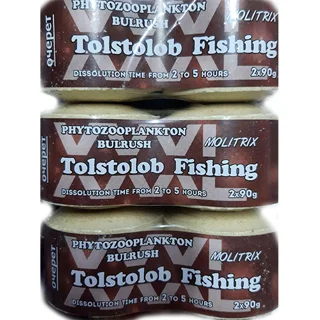 PHYTOZOOPLANKTON
BULRUSH
MOLITRIX
очерет
XXL
Tolstolob Fishing
DISSOLUTION TIME FROM 2 TO 5 HOURS
2x90g
PHYTOZOOPLANKTON
BULRUSH
MOLITRIX
очерет
XXL
Tolstolob Fishing
DISSOLUTION TIME FROM 2 TO 5 HOURS
2x90g
PHYTOZOOPLANKTON
BULRUSH
MOLITRIX
очерет
XXL
Tolstolob Fishing
DISSOLUTION TIME FROM 2 TO 5 HOURS
2x90g